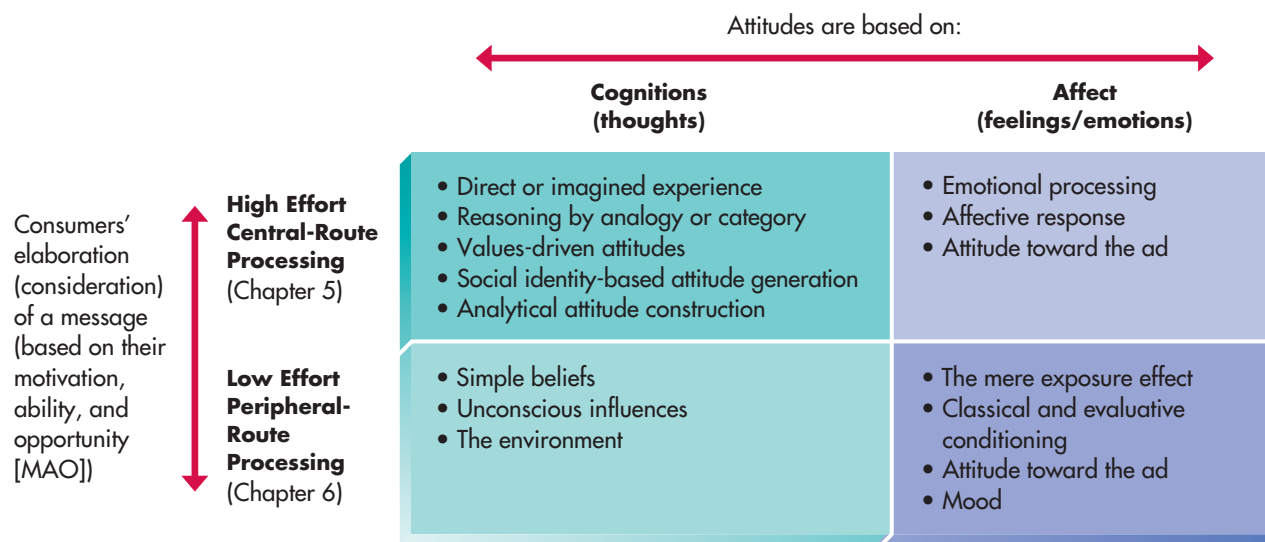 Attitudes are based on:
Cognitions
(thoughts)
Affect
(feelings/emotions)
Consumers’
elaboration
(consideration)
of a message
(based on their
motivation,
ability, and
opportunity
[MAO])
High Effort
Central-Route
Processing
(Chapter 5)
• Direct or imagined experience
• Reasoning by analogy or category
• Values-driven attitudes
• Social identity-based attitude generation
• Analytical attitude construction
• Emotional processing
• Affective response
• Attitude toward the ad
Low Effort
Peripheral-
Route
Processing
(Chapter 6)
• Simple beliefs
• Unconscious influences
• The environment
• The mere exposure effect
• Classical and evaluative
conditioning
• Attitude toward the ad
• Mood